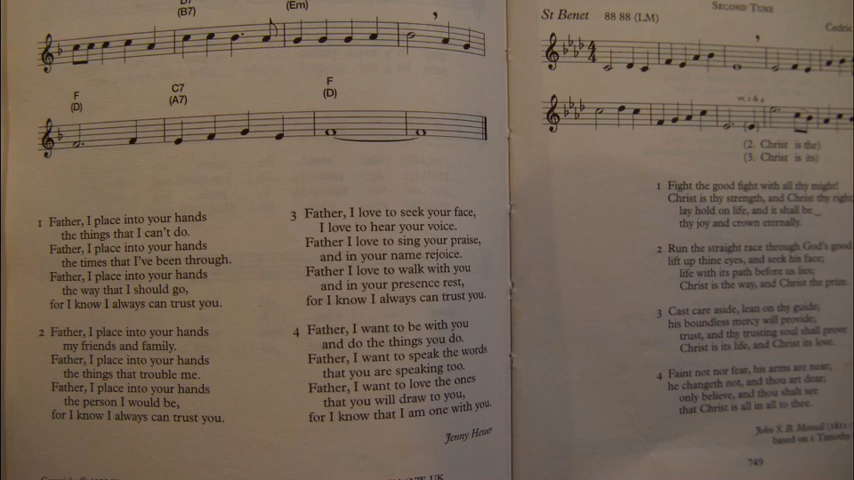 D7
(B7)
(Em)
F
(D)
C7
(A7)
F
(D)
1 Father, I place into your hands
the things that I can't do.
Father, I place into your hands
the times that I've been through.
Father, I place into your hands
the way that I should go,
for I know I always can trust you.
2 Father, I place into your hands
my friends and family.
Father, I place into your hands
the things that trouble me.
Father, I place into your hands
the person I would be,
for I know I always can trust you.
3 Father, I love to seek your face,
I love to hear your voice.
Father I love to sing your praise,
and in your name rejoice.
Father I love to walk with you
and in your presence rest,
for I know I always can trust you.
4 Father, I want to be with you
and do the things you do.
Father, I want to speak the words
that you are speaking too.
Father, I want to love the ones
that you will draw to you,
for I know that I am one with you.
Jenny Hewer
SECOND TUNE
St Benet 88 88 (LM)
Cedric
4
4
vv. 2 & 4
(2. Christ is the)
(3. Christ is its)
1 Fight the good fight with all thy might!
Christ is thy strength, and Christ thy right
lay hold on life, and it shall be
thy joy and crown eternally.
2 Run the straight race through God's good
lift up thine eyes, and seek his face;
life with its path before us lies;
Christ is the way, and Christ the prize.
3 Cast care aside, lean on thy guide;
his boundless mercy will provide;
trust, and thy trusting soul shall prove
Christ is its life, and Christ its love.
4 Faint not nor fear, his arms are near;
he changeth not, and thou art dear;
only believe, and thou shalt see
that Christ is all in all to thee.
John S. B. Monsell (1811-
based on 1 Timothy
749